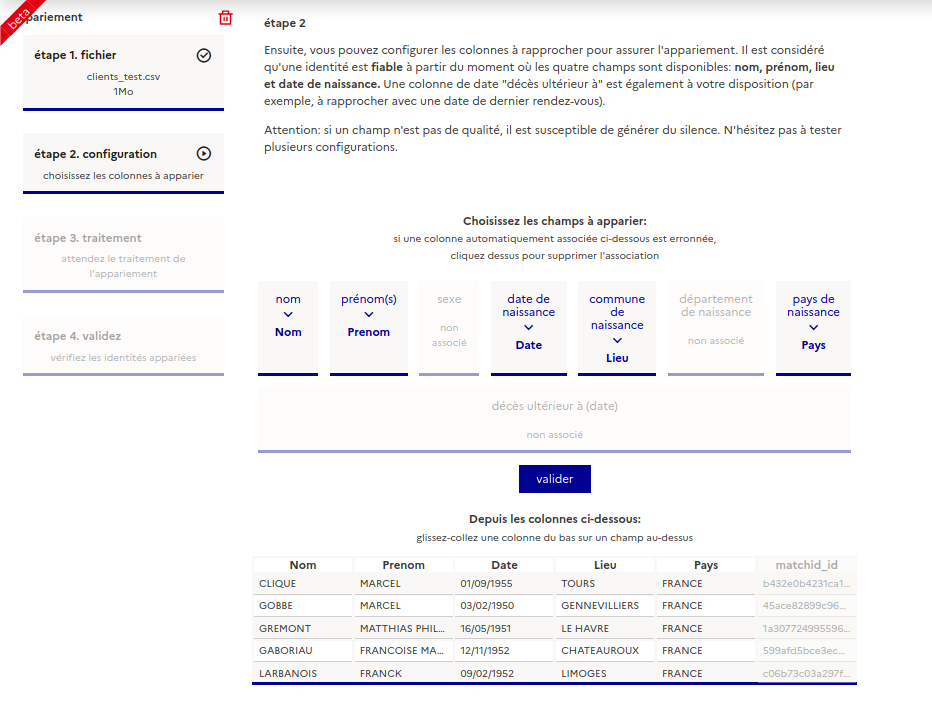 beta
pariement
étape 1. fichier
clients_test.csv
1Mo
étape 2. configuration
choisissez les colonnes à apparier
étape 3. traitement
attendez le traitement de
l'appariement
étape 4. validez
vérifiez les identités appariées
étape 2
Ensuite, vous pouvez configurer les colonnes à rapprocher pour assurer l'appariement. Il est considéré
qu'une identité est fiable à partir du moment où les quatre champs sont disponibles: nom, prénom, lieu
et date de naissance. Une colonne de date "décès ultérieur à" est également à votre disposition (par
exemple, à rapprocher avec une date de dernier rendez-vous).
Attention: si un champ n'est pas de qualité, il est susceptible de générer du silence. N'hésitez pas à tester
plusieurs configurations.
Choisissez les champs à apparier:
si une colonne automatiquement associée ci-dessous est erronnée,
cliquez dessus pour supprimer l'association
nom
Nom
prénom(s)
Prenom
sexe
non
associé
date de
naissance
Date
commune
de
naissance
Lieu
département
de naissance
non associé
pays de
naissance
Pays
décès ultérieur à (date)
non associé
valider
Depuis les colonnes ci-dessous:
glissez-collez une colonne du bas sur un champ au-dessus
Nom Prenom Date Lieu Pays matchid_id
CLIQUE MARCEL 01/09/1955 TOURS FRANCE b432e0b4231ca1...
GOBBE MARCEL 03/02/1950 GENNEVILLIERS FRANCE 45ace82899c96...
GREMONT MATTHIAS PHIL... 16/05/1951 LE HAVRE FRANCE 1a307724995596...
GABORIAU FRANCOISE MA... 12/11/1952 CHATEAUROUX FRANCE 599afd5bce3ec...
LARBANOIS FRANCK 09/02/1952 LIMOGES FRANCE c06b73c03a297f...